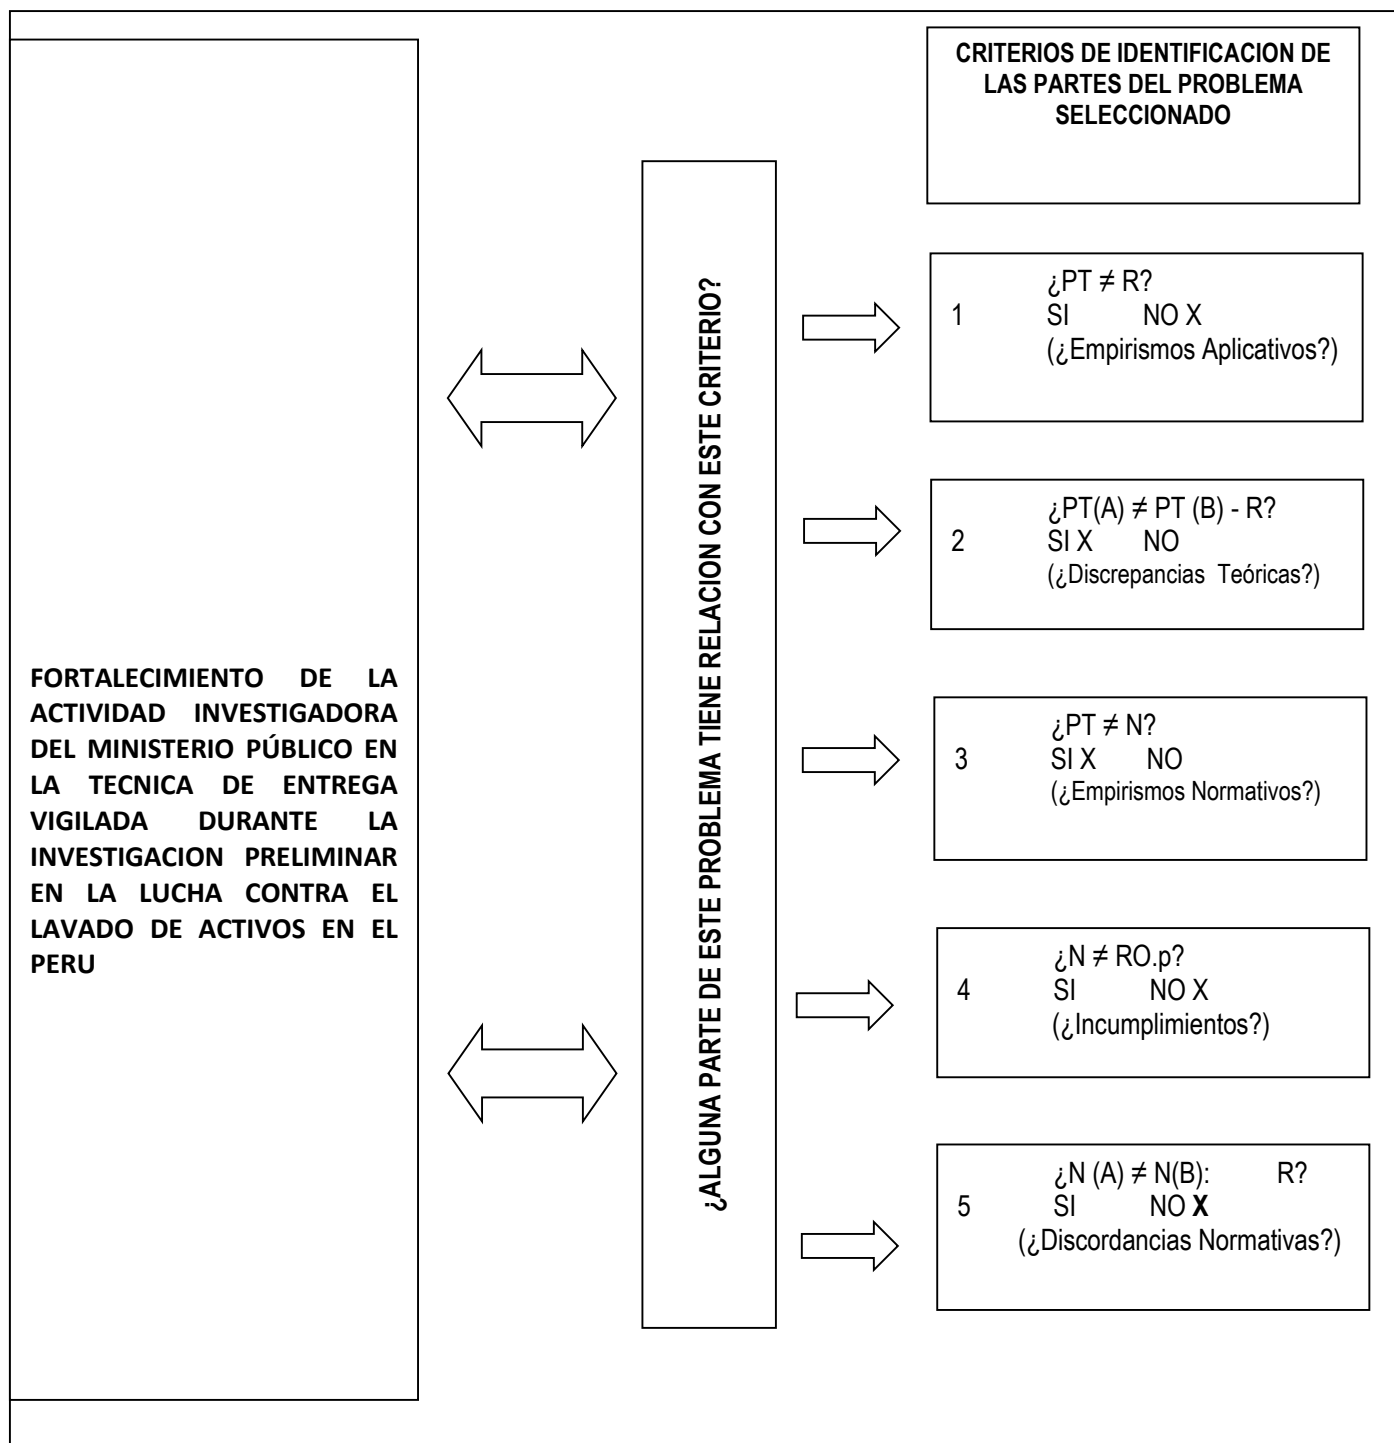 CRITERIOS DE IDENTIFICACION DE
LAS PARTES DEL PROBLEMA
SELECCIONADO
FORTALECIMIENTO DE LA
ACTIVIDAD INVESTIGADORA
DEL MINISTERIO PÚBLICO EN
LA TECNICA DE ENTREGA
VIGILADA DURANTE LA
INVESTIGACION PRELIMINAR
EN LA LUCHA CONTRA EL
LAVADO DE ACTIVOS EN EL
PERU
¿ALGUNA PARTE DE ESTE PROBLEMA TIENE RELACION CON ESTE CRITERIO?
¿PT ≠ R?
1 SI NO X
(¿Empirismos Aplicativos?)
¿PT(A) ≠ PT (B) - R?
2 SI X NO
(¿Discrepancias Teóricas?)
¿PT ≠ N?
3 SI X NO
(¿Empirismos Normativos?)
¿N ≠ RO.p?
4 SI NO X
(¿Incumplimientos?)
¿N (A) ≠ N(B): R?
5 SI NO X
(¿Discordancias Normativas?)